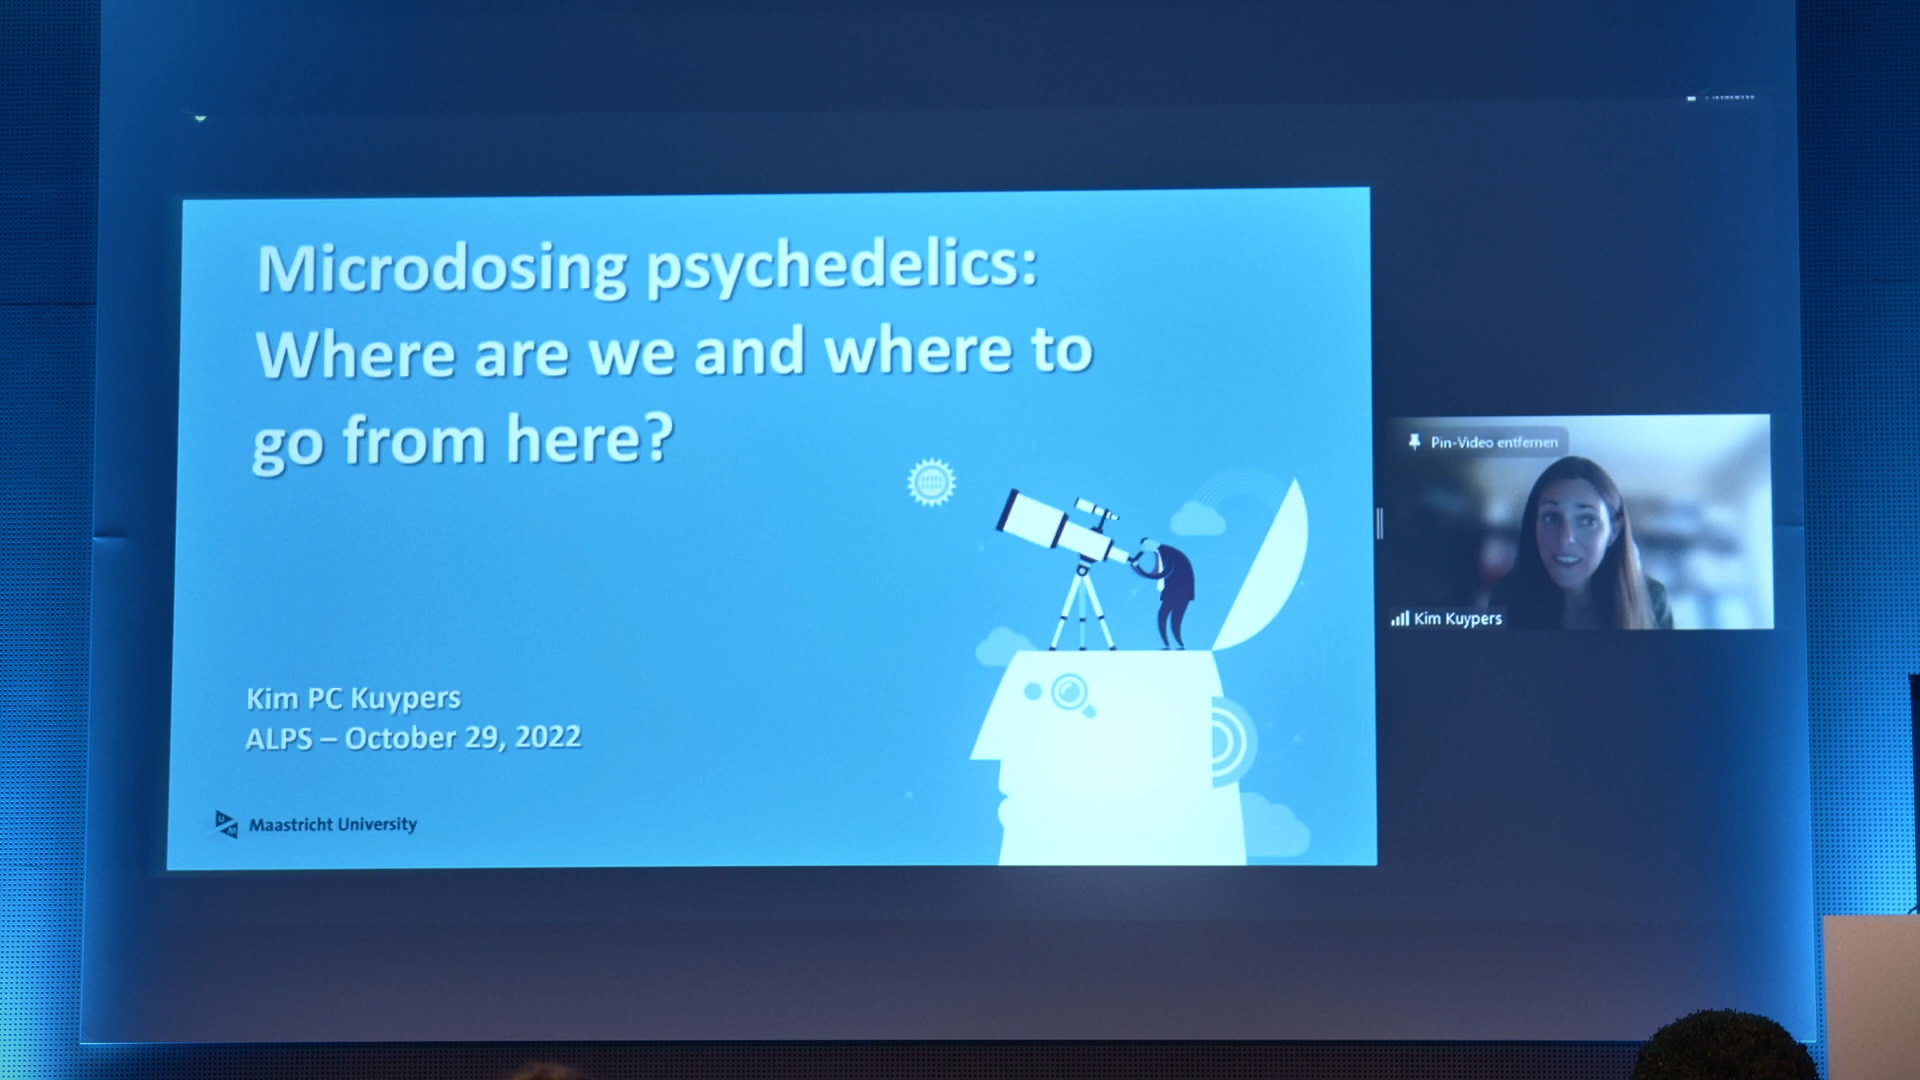 Microdosing psychedelics:
Where are we and where to
go from here?
Kim PC Kuypers
ALPS – October 29, 2022
Maastricht University
Pin-Video entfernen
Kim Kuypers